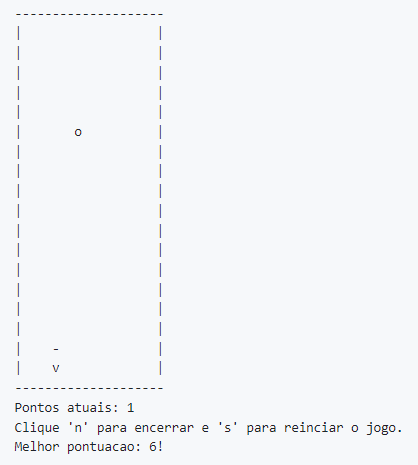 --------------------
|                  |
|                  |
|                  |
|                  |
|                  |
|       o          |
|                  |
|                  |
|                  |
|                  |
|                  |
|                  |
|                  |
|                  |
|                  |
|                  |
|    -             |
|    v             |
--------------------
Pontos atuais: 1
Clique 'n' para encerrar e 's' para reinciar o jogo.
Melhor pontuacao: 6!